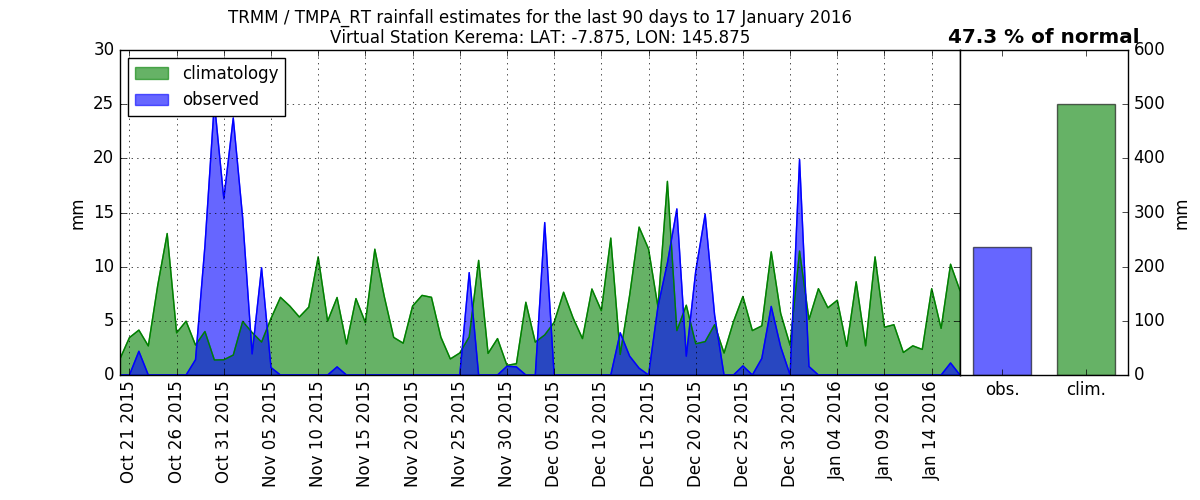 TRMM / TMPA_RT rainfall estimates for the last 90 days to 17 January 2016
Virtual Station Kerema: LAT: -7.875, LON: 145.875
47.3 % of normal
climatology
observed
30
25
20
15
10
5
0
mm
600
500
400
300
200
100
0
mm
Oct 21 2015
Oct 26 2015
Oct 31 2015
Nov 05 2015
Nov 10 2015
Nov 15 2015
Nov 20 2015
Nov 25 2015
Nov 30 2015
Dec 05 2015
Dec 10 2015
Dec 15 2015
Dec 20 2015
Dec 25 2015
Dec 30 2015
Jan 04 2016
Jan 09 2016
Jan 14 2016
obs.
clim.